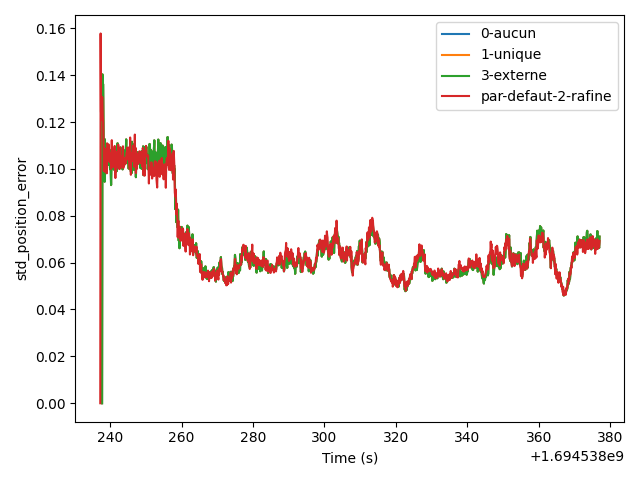 0.16
0.14
0.12
0.10
0.08
0.06
0.04
0.02
0.00
std_position_error
0-aucun
1-unique
3-externe
par-defaut-2-rafine
240 260 280 300 320 340 360 380
Time (s)
+1.694538e9